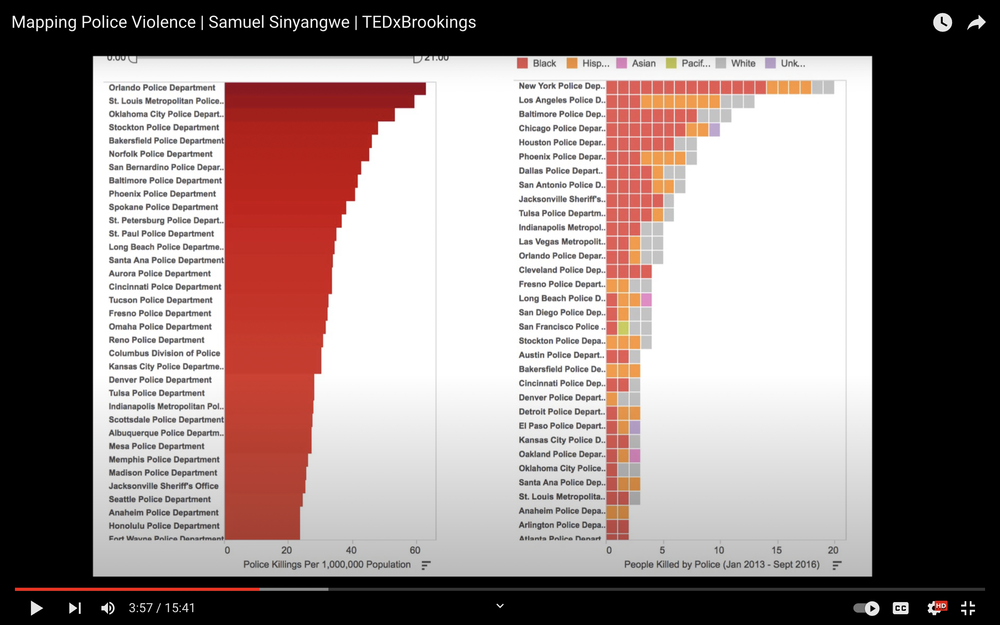 Mapping Police Violence | Samuel Sinyangwe | TEDxBrookings
0.00
21.00
Orlando Police Department
St. Louis Metropolitan Police..
Oklahoma City Police Depart..
Stockton Police Department
Bakersfield Police Department
Norfolk Police Department
San Bernardino Police Depar..
Baltimore Police Department
Phoenix Police Department
Spokane Police Department
St. Petersburg Police Depart..
St. Paul Police Department
Long Beach Police Departme..
Santa Ana Police Department
Aurora Police Department
Cincinnati Polce Department
Tucson Police Department
Fresno Police Department
Omaha Police Department
Reno Police Department
Columbus Division of Police
Kansas City Police Departme..
Denver Police Department
Tulsa Police Department
Indianapolis Metropolitan Pol..
Scottsdale Police Department
Albuquerque Police Departm..
Mesa Police Department
Memphis Police Department
Madison Police Department
Jacksonville Sheriff's Office
Seattle Police Department
Anaheim Police Department
Honolulu Police Department
Fort Wayne Police Department
0 20 40 60
Police Killings Per 1,000,000 Population
Black Hisp... Asian Pacif... White Unk...
New York Police Dep..
Los Angeles Police D..
Baltimore Police Dep..
Chicago Police Depar..
Houston Police Depar..
Phoenix Police Depar..
Dallas Police Depart..
San Antonio Police D..
Jacksonville Sheriff's..
Tulsa Police Departm..
Indianapolis Metropol..
Las Vegas Metropolit..
Orlando Police Depar..
Cleveland Police Dep..
Fresno Police Depart..
Long Beach Police D..
San Diego Police Dep..
San Francisco Police ..
Stockton Police Depa..
Austin Police Depart..
Bakersfield Police De..
Cincinnati Police Dep..
Denver Police Depart..
Detroit Police Depart..
El Paso Police Depart..
Kansas City Police D..
Oakland Police Depar..
Oklahoma City Police..
Santa Ana Police Dep..
St. Louis Metropolita..
Anaheim Police Depa..
Arlington Police Depa..
Atlanta Police Depart
0 5 10 15 20
People Killed by Police (Jan 2013 - Sept 2016)
3:57 / 15:41
CC
HD